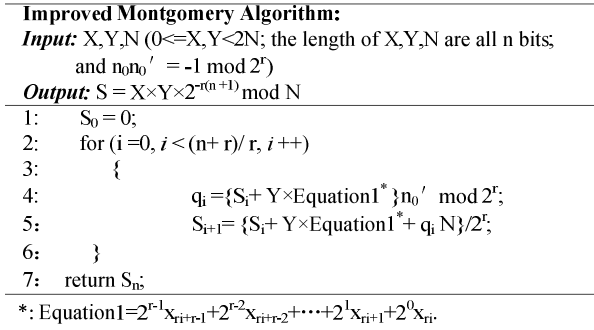 Improved Montgomery Algorithm:
Input: X,Y,N (0<=X,Y<2N; the length of X,Y,N are all n bits;
and n₀n₀′ = -1 mod 2ʳ)
Output: S = X×Y×2⁻ʳ⁽ⁿ⁺¹⁾ mod N
1: S₀ = 0;
2: for (i =0, i < (n+ r)/ r, i ++)
3: {
4: qᵢ ={Sᵢ+ Y×Equation1*}n₀′ mod 2ʳ;
5: Sᵢ₊₁= {Sᵢ+ Y×Equation1*+ qᵢ N}/2ʳ;
6: }
7: return Sₙ;
*: Equation1=2ʳ⁻¹xᵣᵢ₊ᵣ₋₁+2ʳ⁻²xᵣᵢ₊ᵣ₋₂+⋯+2¹xᵣᵢ₊₁+2⁰xᵣᵢ.